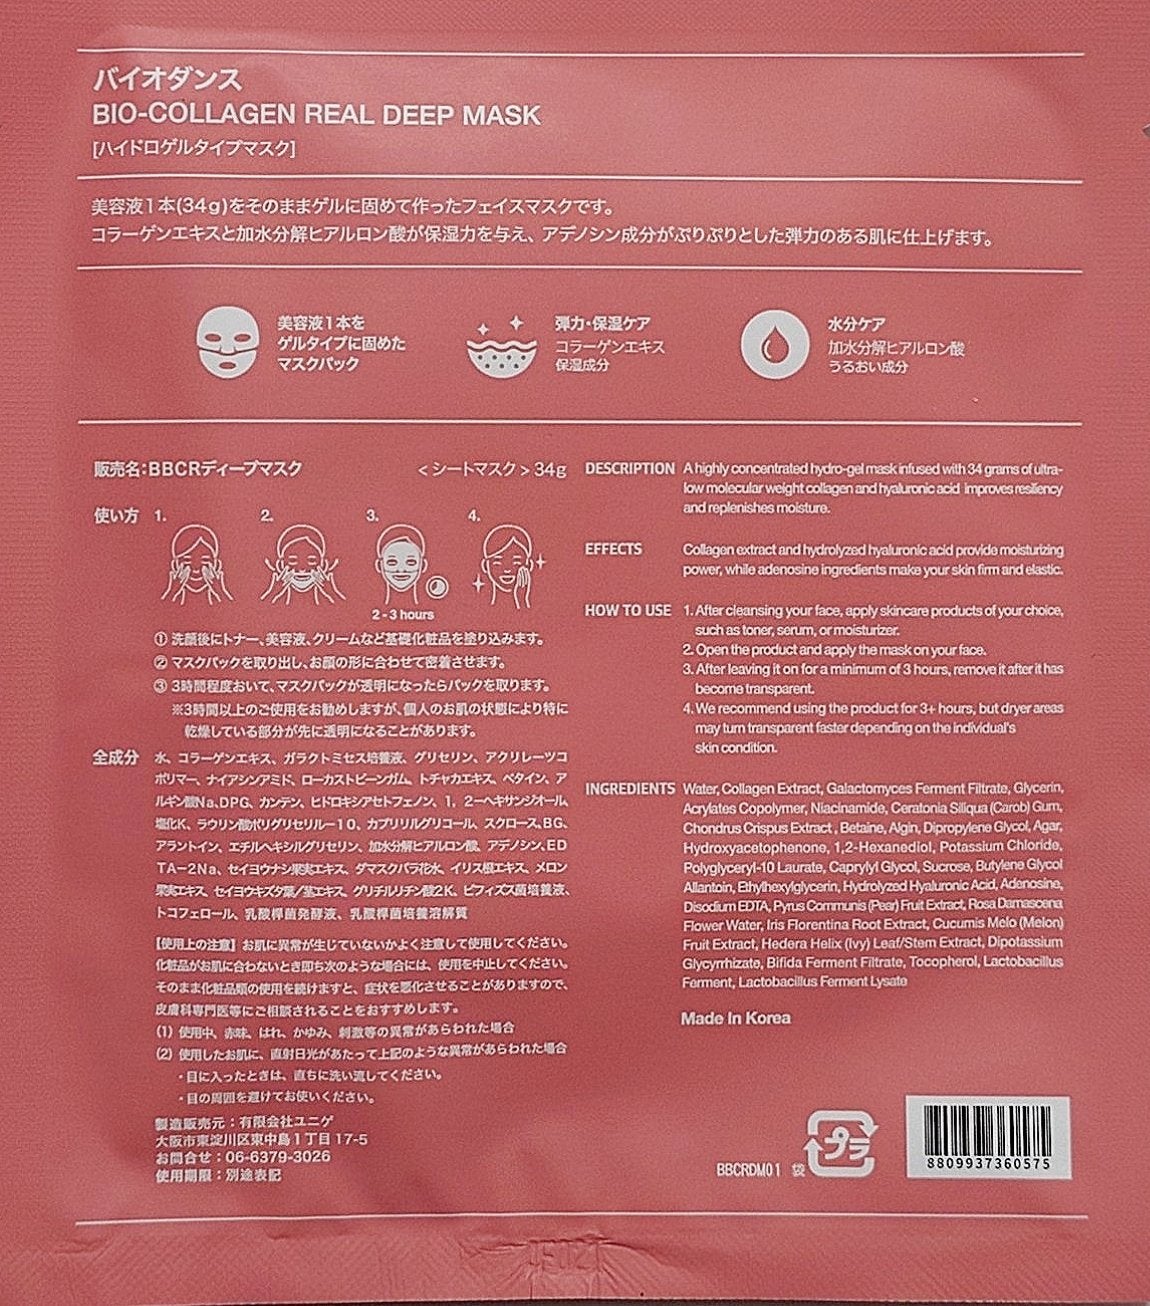 バイオダンス
BIO-COLLAGEN REAL DEEP MASK
[ハイドロゲルタイプマスク]
美容液1本(34g)をそのままゲルに固めて作ったフェイスマスクです。
コラーゲンエキスと加水分解ヒアルロン酸が保湿力を与え、アデノシン成分がぷりぷりとした弾力のある肌に仕上げます。
美容液1本を
ゲルタイプに固めた
マスクパック
弾力・保湿ケア
コラーゲンエキス
保湿成分
水分ケア
加水分解ヒアルロン酸
うるおい成分
販売名:BBCRディープマスク <シートマスク> 34g
使い方 1. 2. 3. 4.
2 - 3 hours
① 洗顔後にトナー、美容液、クリームなど基礎化粧品を塗り込みます。
② マスクパックを取り出し、お顔の形に合わせて密着させます。
③ 3時間程度おいて、マスクパックが透明になったらパックを取ります。
※3時間以上のご使用をお勧めしますが、個人のお肌の状態により特に
乾燥している部分が先に透明になることがあります。
全成分 水、コラーゲンエキス、ガラクトミセス培養液、グリセリン、アクリレーツコ
ポリマー、ナイアシンアミド、ローカストビーンガム、トチャカエキス、ベタイン、ア
ルギン酸Na、DPG、カンテン、ヒドロキシアセトフェノン、1,2-ヘキサンジオール、
塩化K、ラウリン酸ポリグリセリル-10、カプリリルグリコール、スクロース、BG、
アラントイン、エチルヘキシルグリセリン、加水分解ヒアルロン酸、アデノシン、ED
TA-2Na、セイヨウナシ果実エキス、ダマスクバラ花水、イリス根エキス、メロン
果実エキス、セイヨウキズタ葉/茎エキス、グリチルリチン酸2K、ビフィズス菌培養液、
トコフェロール、乳酸桿菌発酵液、乳酸桿菌培養溶解質
【使用上の注意】お肌に異常が生じていないかよく注意して使用してください。
化粧品がお肌に合わないとき即ち次のような場合には、使用を中止してください。
そのまま化粧品類の使用を続けますと、症状を悪化させることがありますので、
皮膚科専門医等にご相談されることをおすすめします。
(1) 使用中、赤味、はれ、かゆみ、刺激等の異常があらわれた場合
(2) 使用したお肌に、直射日光があたって上記のような異常があらわれた場合
・目に入ったときは、直ちに洗い流してください。
・目の周囲を避けてお使いください。
製造販売元：有限会社ユニゲ
大阪市東淀川区東中島1丁目17-5
お問合せ：06-6379-3026
使用期限：別途表記
DESCRIPTION A highly concentrated hydro-gel mask infused with 34 grams of ultra-
low molecular weight collagen and hyaluronic acid improves resiliency
and replenishes moisture.
EFFECTS Collagen extract and hydrolyzed hyaluronic acid provide moisturizing
power, while adenosine ingredients make your skin firm and elastic.
HOW TO USE 1. After cleansing your face, apply skincare products of your choice,
such as toner, serum, or moisturizer.
2. Open the product and apply the mask on your face.
3. After leaving it on for a minimum of 3 hours, remove it after it has
become transparent.
4. We recommend using the product for 3+ hours, but dryer areas
may turn transparent faster depending on the individual's
skin condition.
INGREDIENTS Water, Collagen Extract, Galactomyces Ferment Filtrate, Glycerin,
Acrylates Copolymer, Niacinamide, Ceratonia Siliqua (Carob) Gum,
Chondrus Crispus Extract , Betaine, Algin, Dipropylene Glycol, Agar,
Hydroxyacetophenone, 1,2-Hexanediol, Potassium Chloride,
Polyglyceryl-10 Laurate, Caprylyl Glycol, Sucrose, Butylene Glycol
Allantoin, Ethylhexylglycerin, Hydrolyzed Hyaluronic Acid, Adenosine,
Disodium EDTA, Pyrus Communis (Pear) Fruit Extract, Rosa Damascena
Flower Water, Iris Florentina Root Extract, Cucumis Melo (Melon)
Fruit Extract, Hedera Helix (Ivy) Leaf/Stem Extract, Dipotassium
Glycyrrhizate, Bifida Ferment Filtrate, Tocopherol, Lactobacillus
Ferment, Lactobacillus Ferment Lysate
Made In Korea
BBCRDM01 袋
プラ
8809937360575